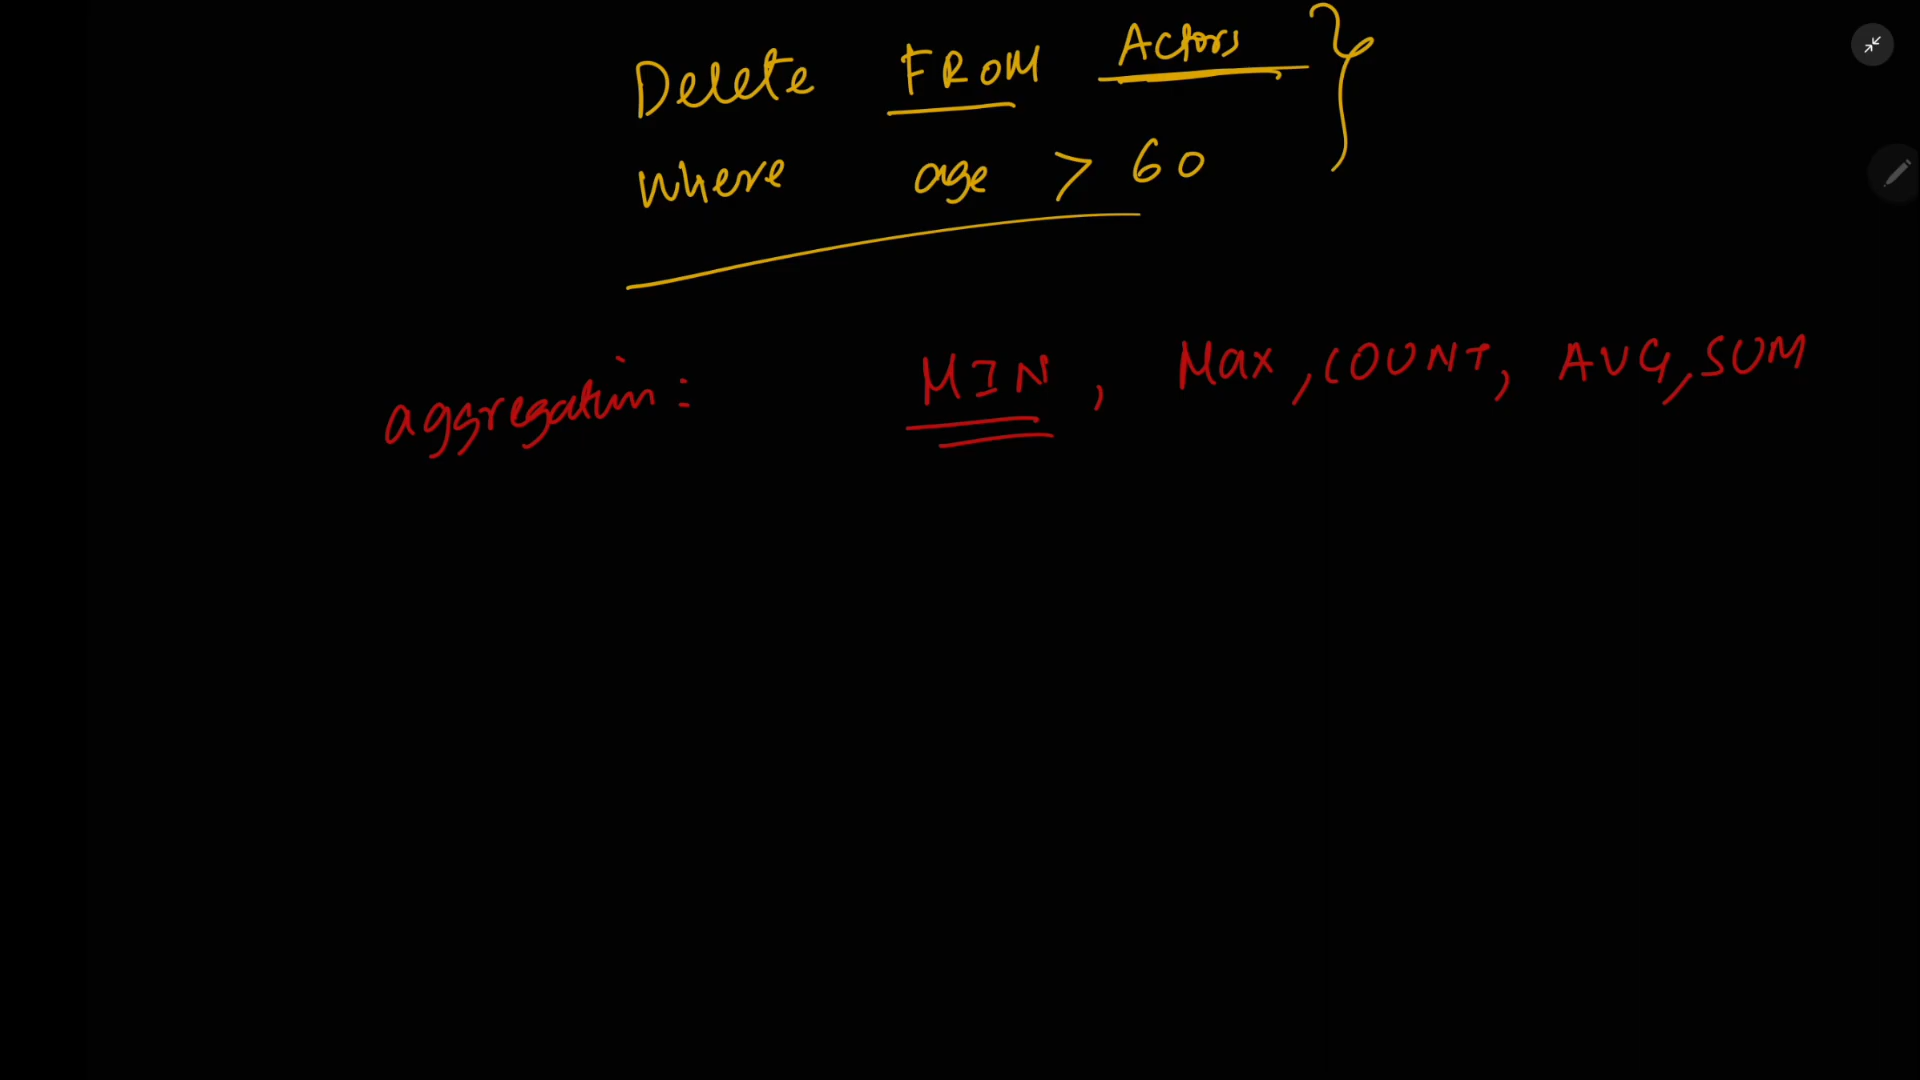 Delete FROM Actors
where age > 60
aggregation: MIN, Max, COUNT, AVG, SUM